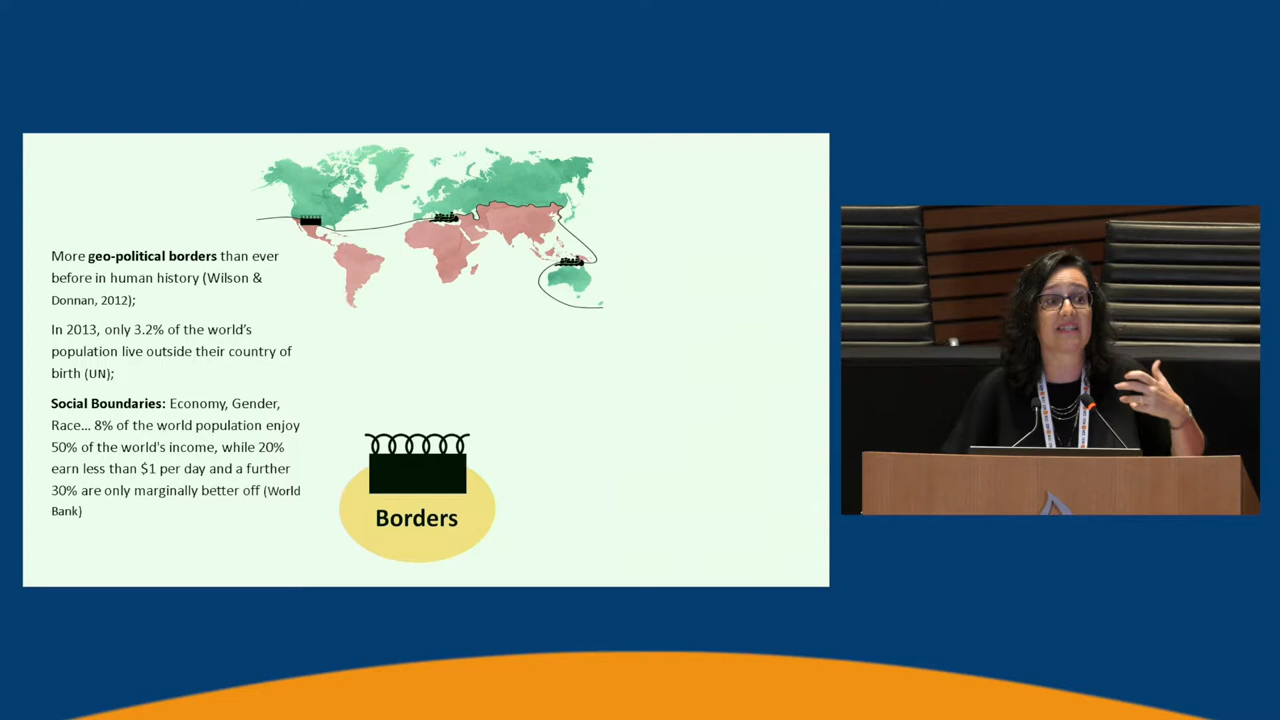 More geo-political borders than ever
before in human history (Wilson &
Donnan, 2012);
In 2013, only 3.2% of the world’s
population live outside their country of
birth (UN);
Social Boundaries: Economy, Gender,
Race... 8% of the world population enjoy
50% of the world's income, while 20%
earn less than $1 per day and a further
30% are only marginally better off (World
Bank)
Borders